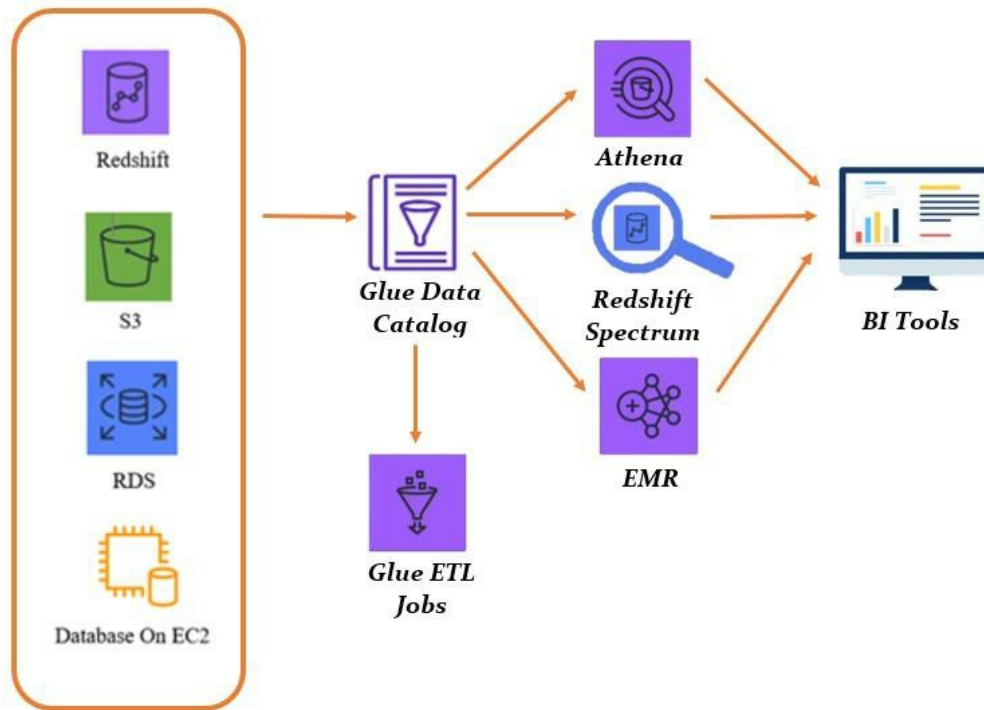 Redshift
S3
RDS
Database On EC2
Glue Data
Catalog
Glue ETL
Jobs
Athena
Redshift
Spectrum
EMR
BI Tools